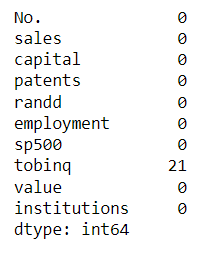 No. 0
sales 0
capital 0
patents 0
randd 0
employment 0
sp500 0
tobinq 21
value 0
institutions 0
dtype: int64